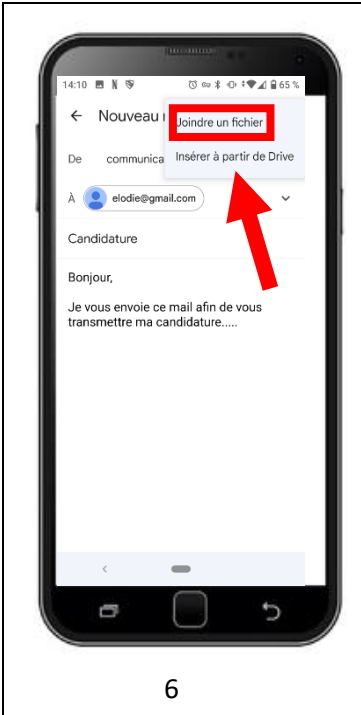 14:10 65 %
Nouveau
Joindre un fichier
De communica
Insérer à partir de Drive
À elodie@gmail.com
Candidature
Bonjour,
Je vous envoie ce mail afin de vous
transmettre ma candidature.....
6